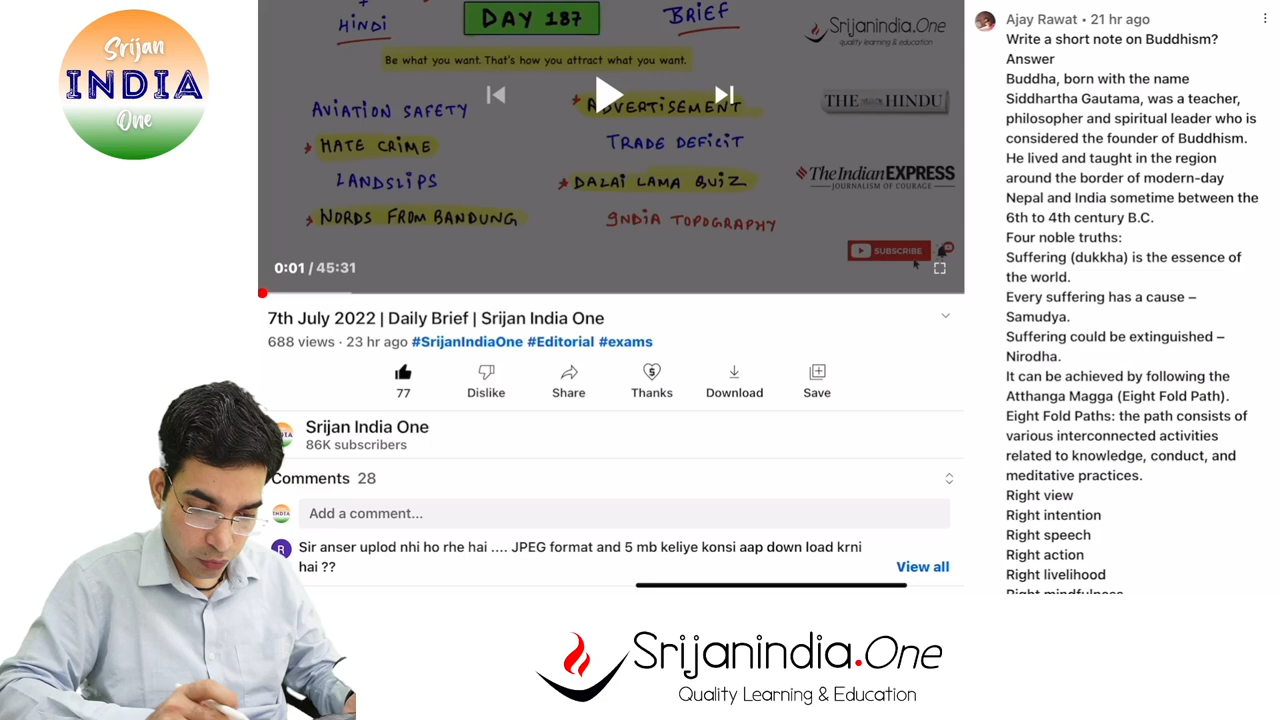 Srijan
INDIA
One
HINDI
DAY 187
BRIEF
Be what you want. That's how you attract what you want.
AVIATION SAFETY
ADVERTISEMENT
HATE CRIME
TRADE DEFICIT
LANDSLIPS
DALAI LAMA QUIZ
NORDS FROM BANDUNG
INDIA TOPOGRAPHY
Srijanindia.One
quality learning & education
THE HINDU
The Indian EXPRESS
JOURNALISM OF COURAGE
SUBSCRIBE
0:01 / 45:31
7th July 2022 | Daily Brief | Srijan India One
688 views · 23 hr ago #SrijanIndiaOne #Editorial #exams
77
Dislike
Share
Thanks
Download
Save
Srijan India One
86K subscribers
Comments 28
INDIA
Add a comment...
R
Sir anser uplod nhi ho rhe hai .... JPEG format and 5 mb keliye konsi aap down load krni
hai ??
View all
Ajay Rawat • 21 hr ago
Write a short note on Buddhism?
Answer
Buddha, born with the name
Siddhartha Gautama, was a teacher,
philosopher and spiritual leader who is
considered the founder of Buddhism.
He lived and taught in the region
around the border of modern-day
Nepal and India sometime between the
6th to 4th century B.C.
Four noble truths:
Suffering (dukkha) is the essence of
the world.
Every suffering has a cause –
Samudya.
Suffering could be extinguished –
Nirodha.
It can be achieved by following the
Atthanga Magga (Eight Fold Path).
Eight Fold Paths: the path consists of
various interconnected activities
related to knowledge, conduct, and
meditative practices.
Right view
Right intention
Right speech
Right action
Right livelihood
Right mindfulness
Srijanindia.One
Quality Learning & Education